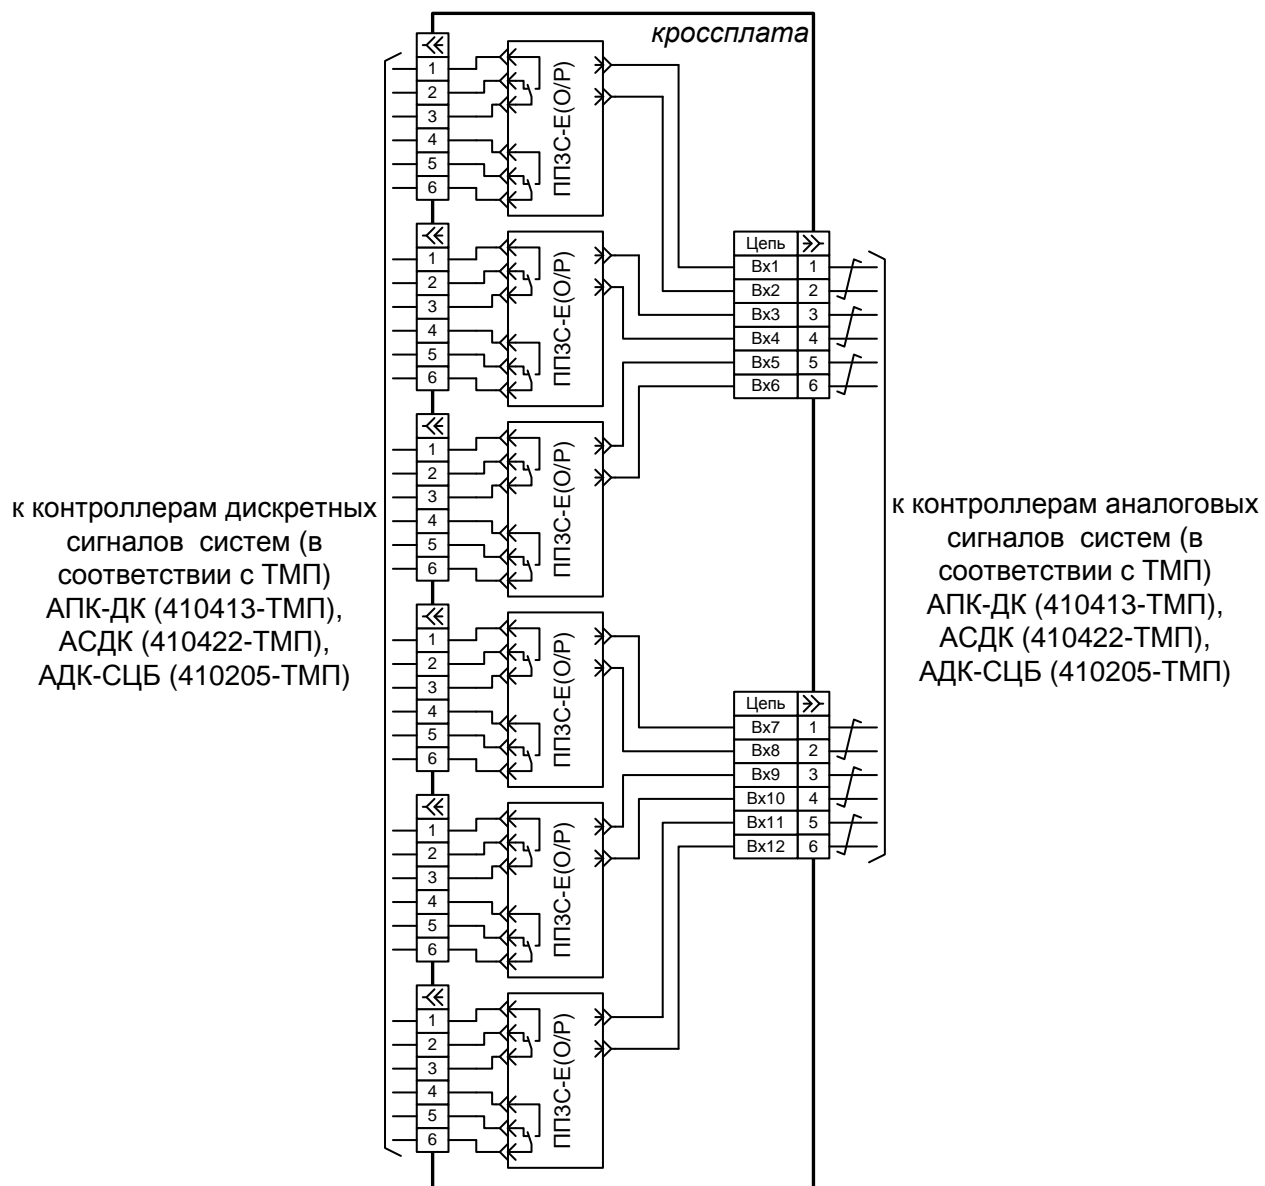 кроссплата
1
2
3
4
5
6
ППЗС-Е(О/Р)
1
2
3
4
5
6
ППЗС-Е(О/Р)
1
2
3
4
5
6
ППЗС-Е(О/Р)
1
2
3
4
5
6
ППЗС-Е(О/Р)
1
2
3
4
5
6
ППЗС-Е(О/Р)
1
2
3
4
5
6
ППЗС-Е(О/Р)
Цепь
Вх1 1
Вх2 2
Вх3 3
Вх4 4
Вх5 5
Вх6 6
Цепь
Вх7 1
Вх8 2
Вх9 3
Вх10 4
Вх11 5
Вх12 6
к контроллерам дискретных
сигналов систем (в
соответствии с ТМП)
АПК-ДК (410413-ТМП),
АСДК (410422-ТМП),
АДК-СЦБ (410205-ТМП)
к контроллерам аналоговых
сигналов систем (в
соответствии с ТМП)
АПК-ДК (410413-ТМП),
АСДК (410422-ТМП),
АДК-СЦБ (410205-ТМП)